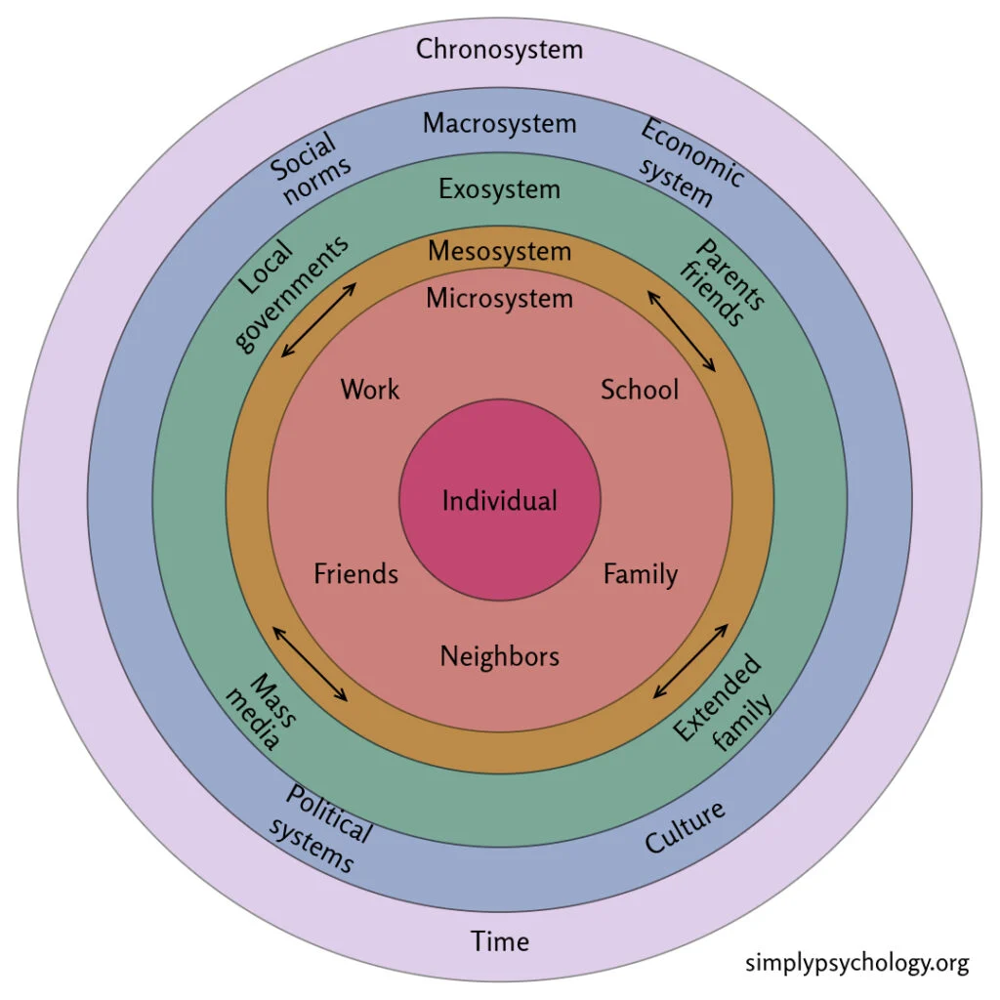 Chronosystem
Macrosystem
Economic
system
Social
norms
Exosystem
Local
governments
Parents
friends
Mesosystem
Microsystem
Work
School
Individual
Friends
Family
Neighbors
Mass
media
Extended
family
Political
systems
Culture
Time
simplypsychology.org